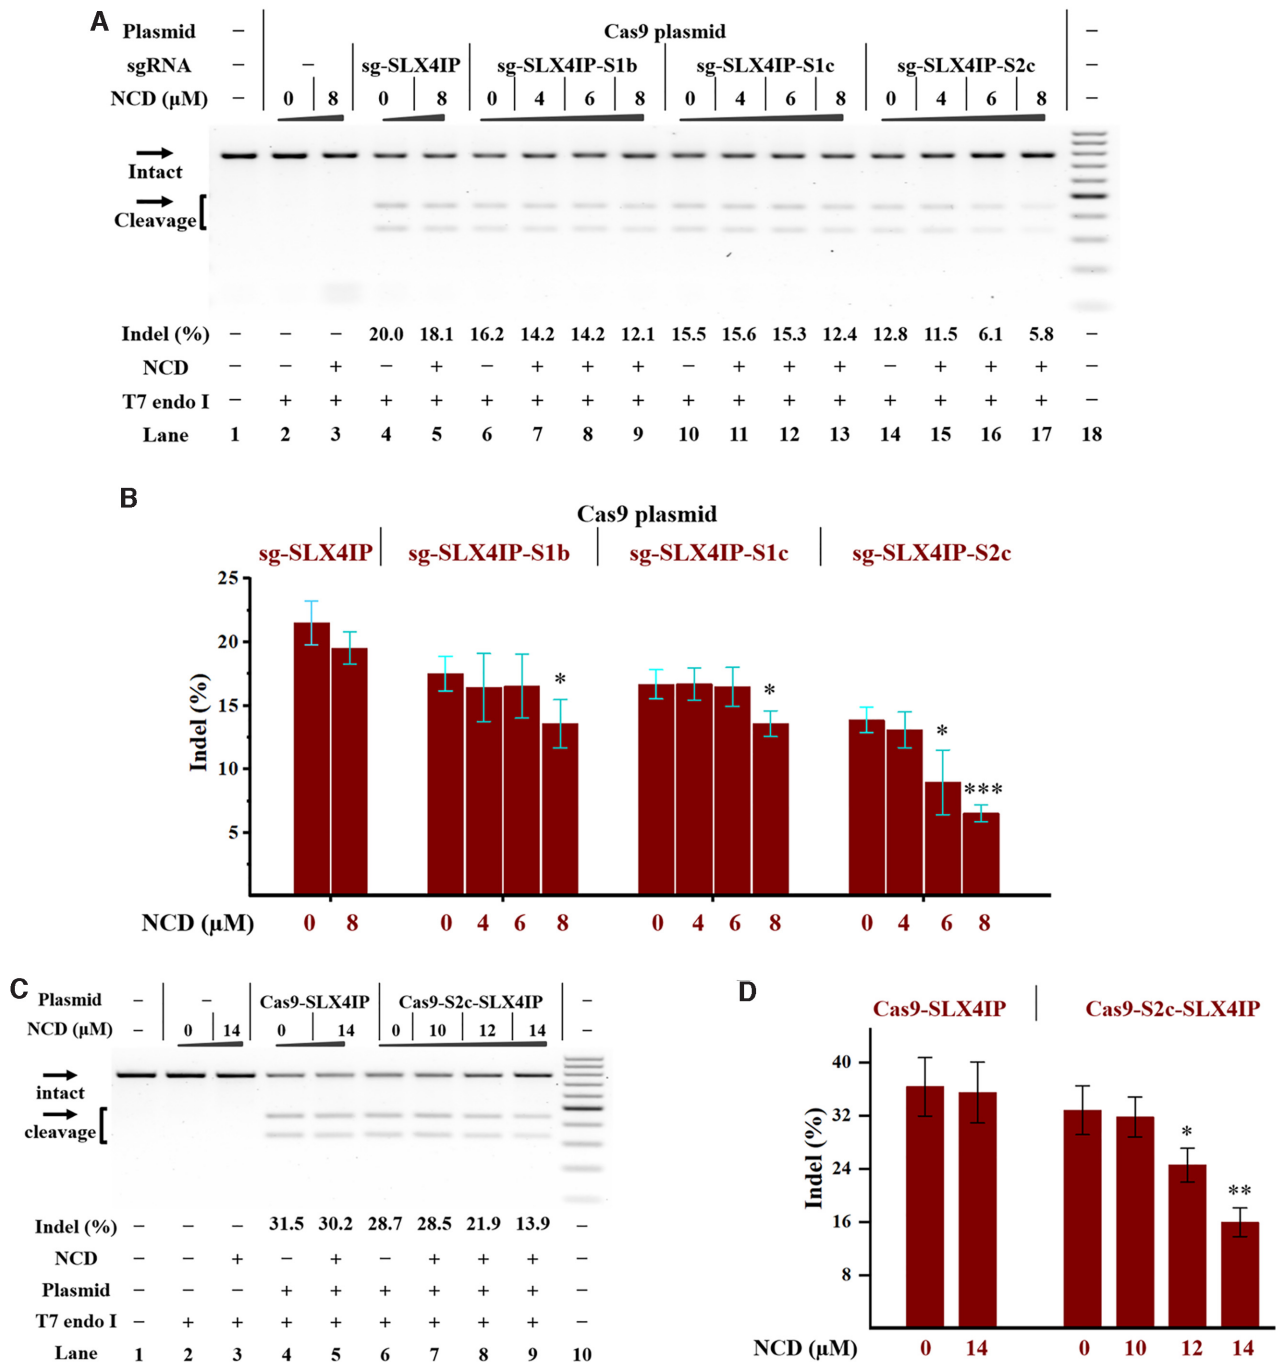 A
Plasmid – Cas9 plasmid –
sgRNA – – sg-SLX4IP sg-SLX4IP-S1b sg-SLX4IP-S1c sg-SLX4IP-S2c –
NCD (μM) – 0 8 0 8 0 4 6 8 0 4 6 8 0 4 6 8 –
Intact
Cleavage
Indel (%) – – – 20.0 18.1 16.2 14.2 14.2 12.1 15.5 15.6 15.3 12.4 12.8 11.5 6.1 5.8 –
NCD – – + – + – + + + – + + + – + + + –
T7 endo I – + + + + + + + + + + + + + + + + –
Lane 1 2 3 4 5 6 7 8 9 10 11 12 13 14 15 16 17 18
B
Cas9 plasmid
sg-SLX4IP sg-SLX4IP-S1b sg-SLX4IP-S1c sg-SLX4IP-S2c
Indel (%)
25
20
15
10
5
* * * ***
NCD (μM) 0 8 0 4 6 8 0 4 6 8 0 4 6 8
C
Plasmid – – Cas9-SLX4IP Cas9-S2c-SLX4IP –
NCD (μM) – 0 14 0 14 0 10 12 14 –
intact
cleavage
Indel (%) – – – 31.5 30.2 28.7 28.5 21.9 13.9 –
NCD – – + – + – + + + –
Plasmid – – – + + + + + + –
T7 endo I – + + + + + + + + –
Lane 1 2 3 4 5 6 7 8 9 10
D
Cas9-SLX4IP Cas9-S2c-SLX4IP
Indel (%)
40
32
24
16
8
* **
NCD (μM) 0 14 0 10 12 14